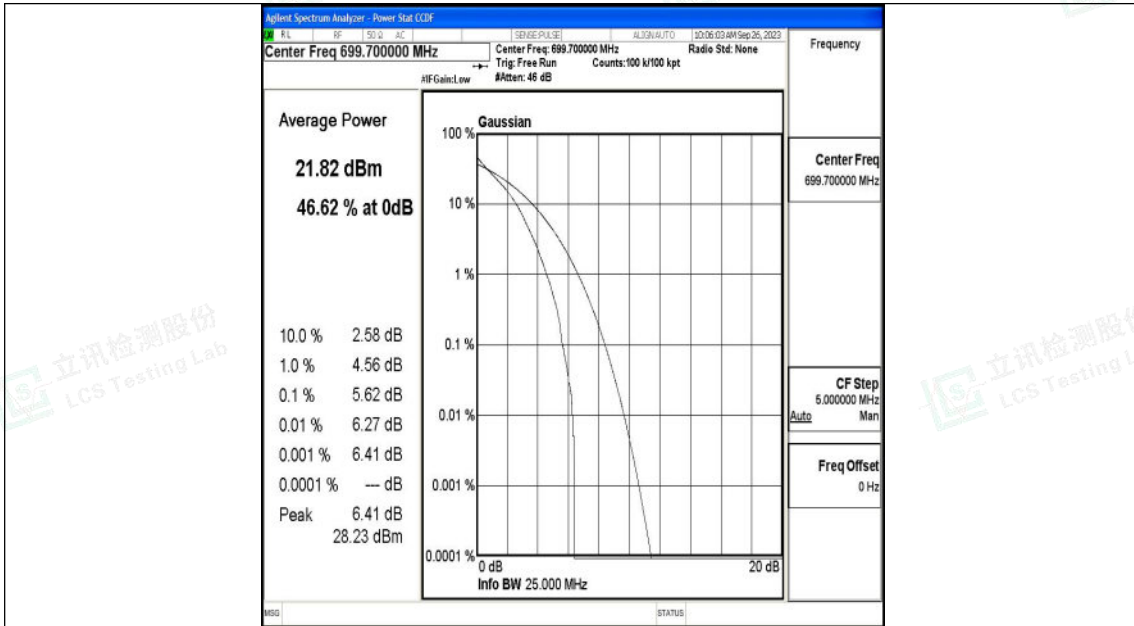 Agilent Spectrum Analyzer - Power Stat CCDF
RL RF 50 Ω AC SENSE:PULSE ALIGNAUTO 10:06:03 AM Sep 26, 2023
Center Freq 699.700000 MHz
Center Freq: 699.700000 MHz Radio Std: None
Trig: Free Run Counts:100 k/100 kpt
#IFGain:Low #Atten: 46 dB
Frequency
Average Power
21.82 dBm
46.62 % at 0dB
10.0 % 2.58 dB
1.0 % 4.56 dB
0.1 % 5.62 dB
0.01 % 6.27 dB
0.001 % 6.41 dB
0.0001 % --- dB
Peak 6.41 dB
28.23 dBm
Gaussian
100 %
10 %
1 %
0.1 %
0.01 %
0.001 %
0.0001 %
0 dB 20 dB
Info BW 25.000 MHz
Center Freq
699.700000 MHz
CF Step
5.000000 MHz
Auto Man
Freq Offset
0 Hz
MSG STATUS
立讯检测股份
LCS Testing Lab
立讯检测股份
LCS Testing L